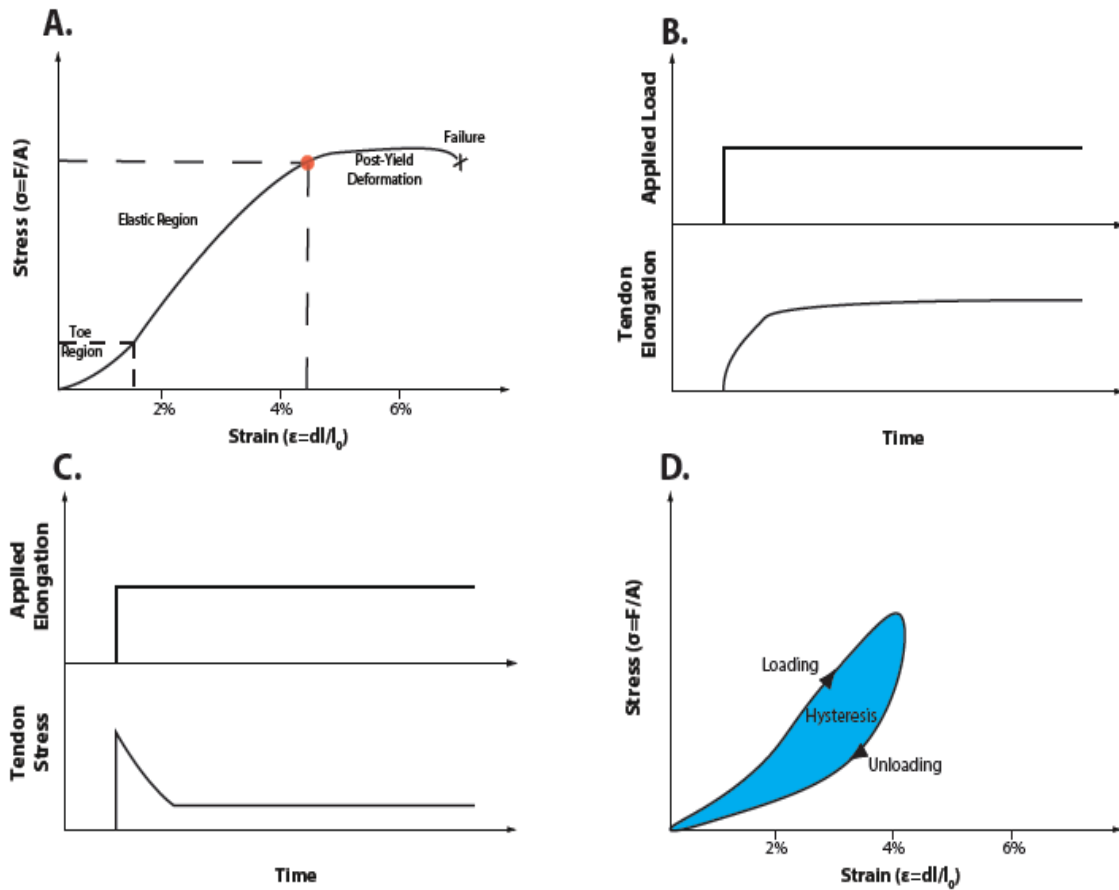 A.
Stress (σ=F/A)
Failure
Post-Yield
Deformation
Elastic Region
Toe
Region
2%
4%
6%
Strain (ε=dl/l₀)
B.
Applied Load
Tendon
Elongation
Time
C.
Applied
Elongation
Tendon
Stress
Time
D.
Stress (σ=F/A)
Loading
Hysteresis
Unloading
2%
4%
6%
Strain (ε=dl/l₀)